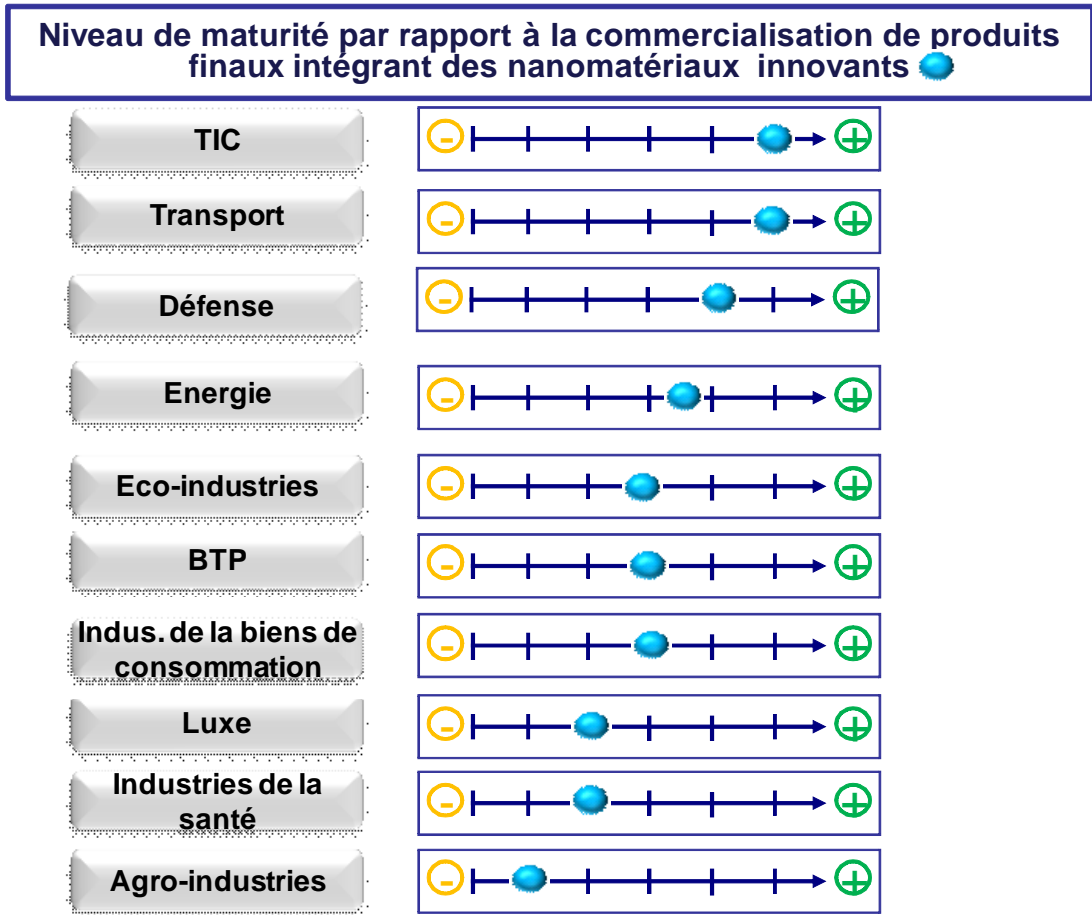 Niveau de maturité par rapport à la commercialisation de produits
finaux intégrant des nanomatériaux innovants
TIC
- +
Transport
- +
Défense
- +
Energie
- +
Eco-industries
- +
BTP
- +
Indus. de la biens de
consommation
- +
Luxe
- +
Industries de la
santé
- +
Agro-industries
- +